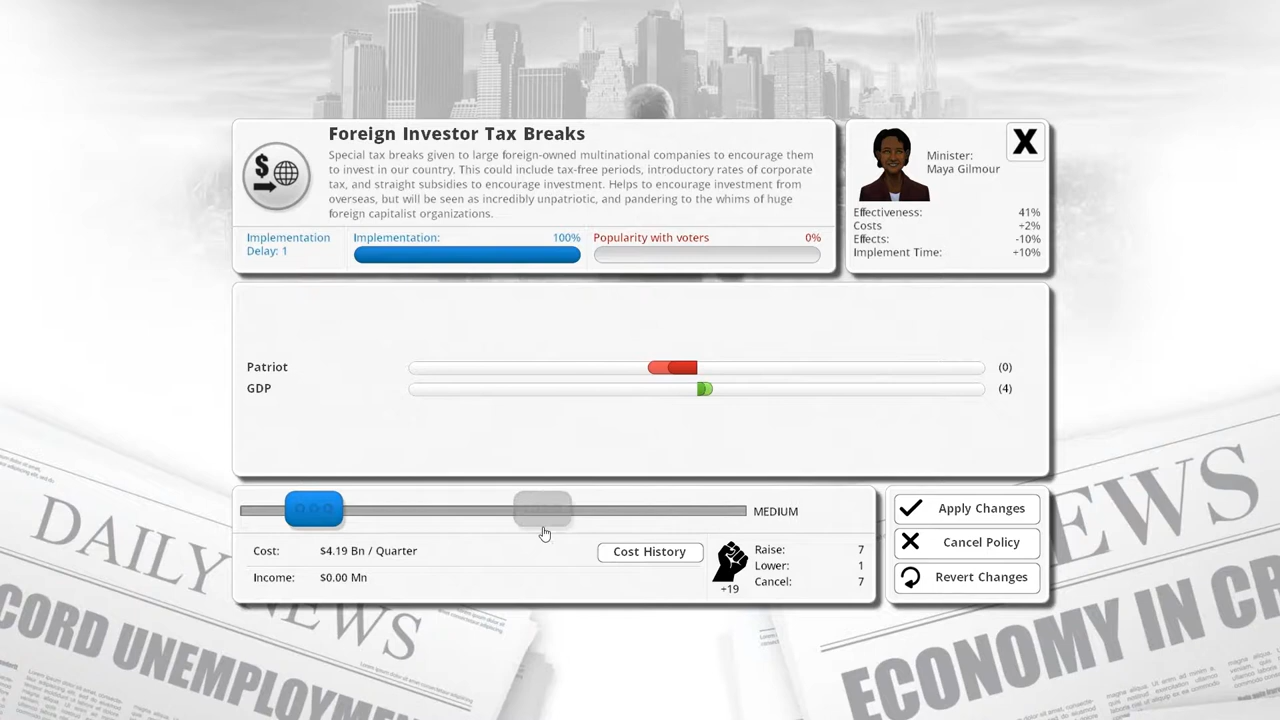 Foreign Investor Tax Breaks
Special tax breaks given to large foreign-owned multinational companies to encourage them
to invest in our country. This could include tax-free periods, introductory rates of corporate
tax, and straight subsidies to encourage investment. Helps to encourage investment from
overseas, but will be seen as incredibly unpatriotic, and pandering to the whims of huge
foreign capitalist organizations.
Implementation
Delay: 1
Implementation: 100%
Popularity with voters 0%
X
Minister:
Maya Gilmour
Effectiveness: 41%
Costs +2%
Effects: -10%
Implement Time: +10%
Patriot (0)
GDP (4)
MEDIUM
Cost: $4.19 Bn / Quarter
Income: $0.00 Mn
Cost History
+19
Raise: 7
Lower: 1
Cancel: 7
Apply Changes
Cancel Policy
Revert Changes
DAILY NEWS
CORD UNEMPLOYM
NEWS
ECONOMY IN CR